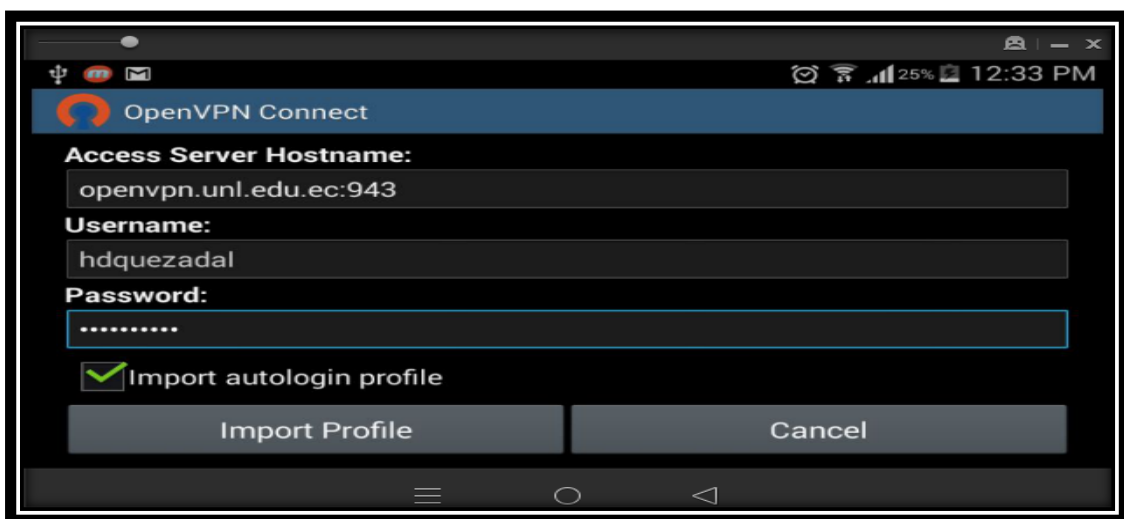 25% 12:33 PM
OpenVPN Connect
Access Server Hostname:
openvpn.unl.edu.ec:943
Username:
hdquezadal
Password:
••••••••••
Import autologin profile
Import Profile Cancel